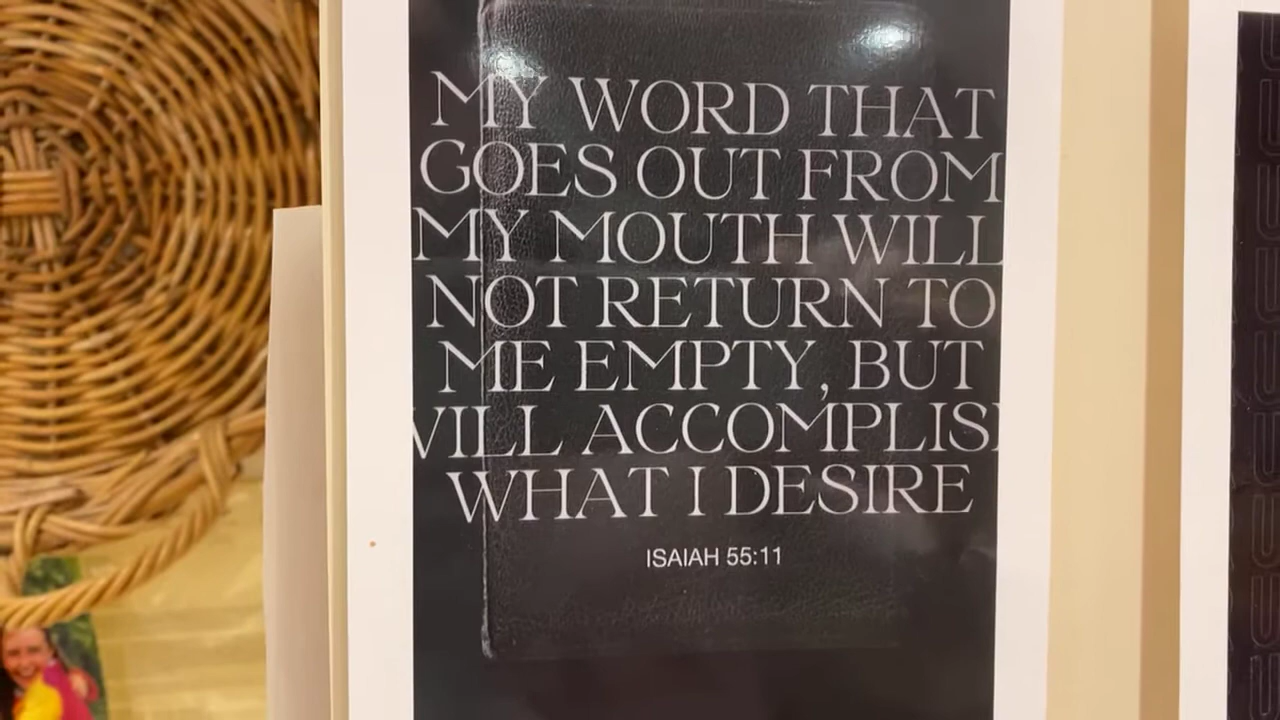 MY WORD THAT
GOES OUT FROM
MY MOUTH WILL
NOT RETURN TO
ME EMPTY, BUT
WILL ACCOMPLISH
WHAT I DESIRE
ISAIAH 55:11